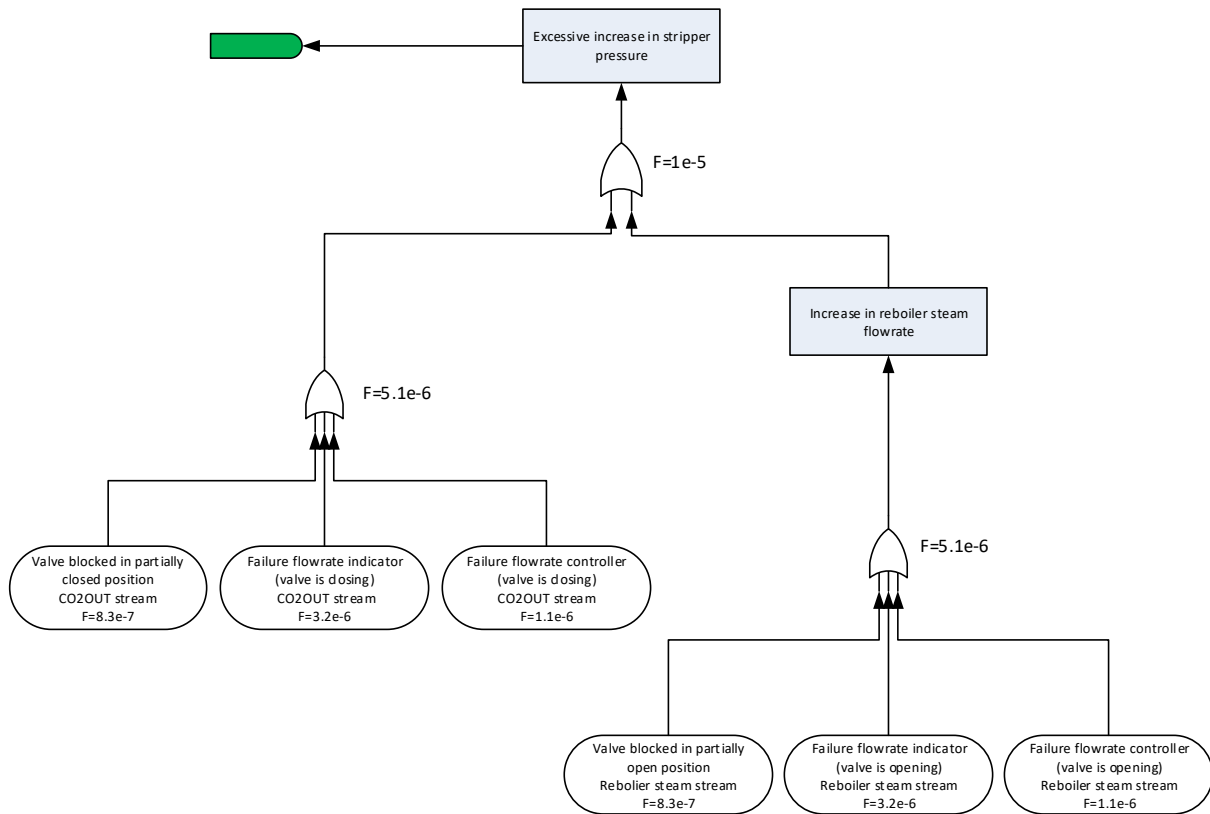 Excessive increase in stripper
pressure
F=1e-5
Increase in reboiler steam
flowrate
F=5.1e-6
Valve blocked in partially
closed position
CO2OUT stream
F=8.3e-7
Failure flowrate indicator
(valve is closing)
CO2OUT stream
F=3.2e-6
Failure flowrate controller
(valve is closing)
CO2OUT stream
F=1.1e-6
F=5.1e-6
Valve blocked in partially
open position
Rebolier steam stream
F=8.3e-7
Failure flowrate indicator
(valve is opening)
Reboiler steam stream
F=3.2e-6
Failure flowrate controller
(valve is opening)
Reboiler steam stream
F=1.1e-6